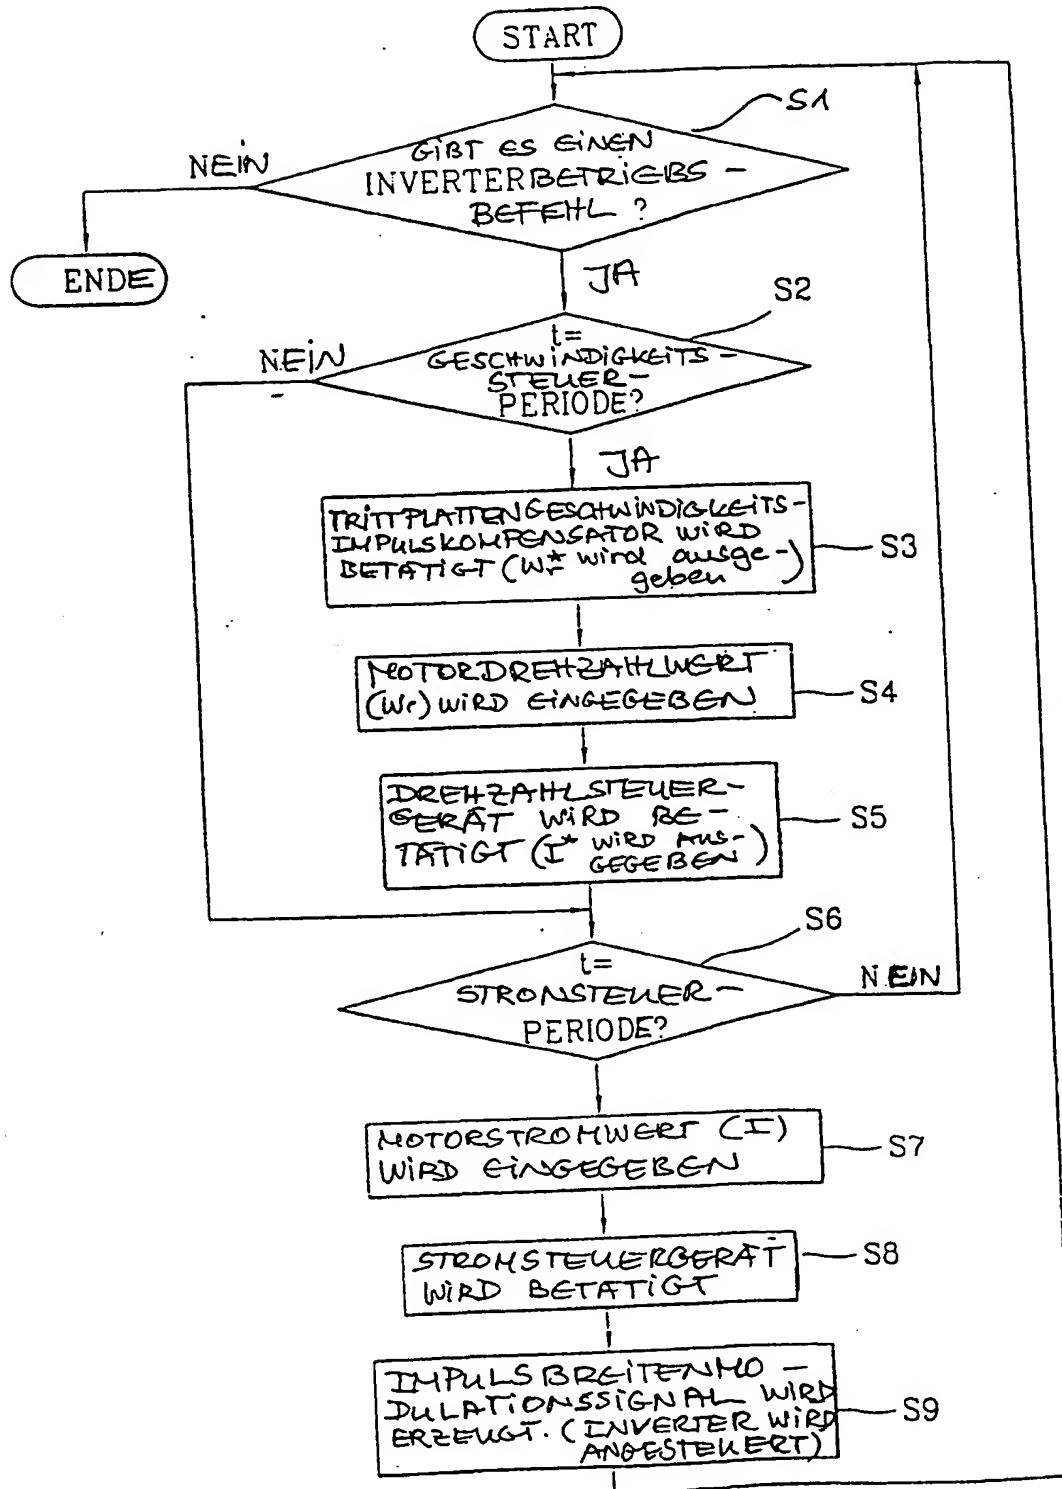 START
S1
GIBT ES EINEN
NEIN
INVERTERBETRIEBS-
BEFEHL?
ENDE
JA
S2
t=
NEIN
GESCHWINDIGKEITS-
STEUER-
PERIODE?
JA
TRITTPLATTENGESCHWINDIGKEITS-
IMPULSKOMPENSATOR WIRD
BETÄTIGT (Wr* wird ausge-
geben)
S3
MOTORDREHZAHLWERT
(Wr) WIRD EINGEGEBEN
S4
DREHZAHLSTEUER-
GERÄT WIRD BE-
TÄTIGT (I* WIRD AUS-
GEGEBEN)
S5
S6
t=
NEIN
STROMSTEUER-
PERIODE?
MOTORSTROMWERT (I)
WIRD EINGEGEBEN
S7
STROMSTEUERGERÄT
WIRD BETÄTIGT
S8
IMPULSBREITENMO-
DULATIONSSIGNAL WIRD
ERZEUGT. (INVERTER WIRD
ANGESTEUERT)
S9